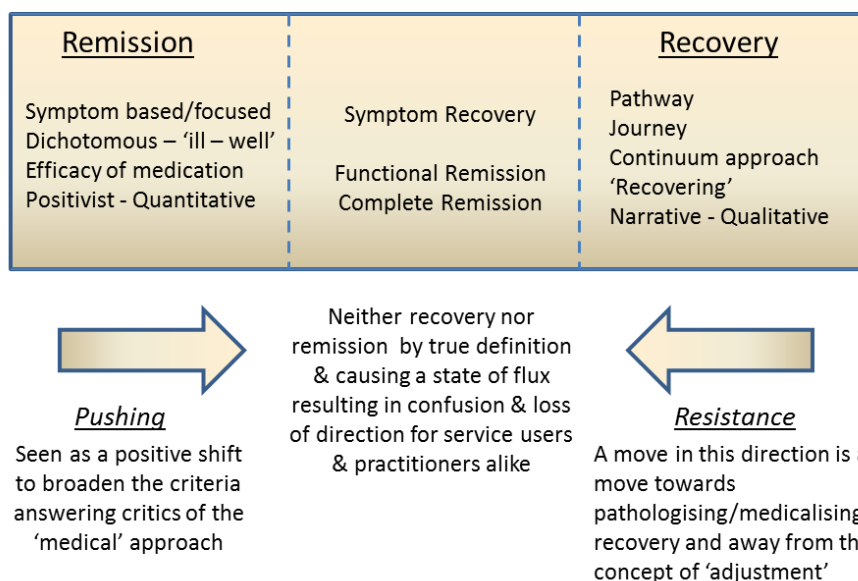 Remission
Symptom based/focused
Dichotomous – ‘ill – well’
Efficacy of medication
Positivist - Quantitative
Symptom Recovery
Functional Remission
Complete Remission
Recovery
Pathway
Journey
Continuum approach
‘Recovering’
Narrative - Qualitative
Pushing
Seen as a positive shift
to broaden the criteria
answering critics of the
‘medical’ approach
Neither recovery nor
remission by true definition
& causing a state of flux
resulting in confusion & loss
of direction for service users
& practitioners alike
Resistance
A move in this direction is
move towards
pathologising/medicalising
recovery and away from
concept of ‘adjustment’